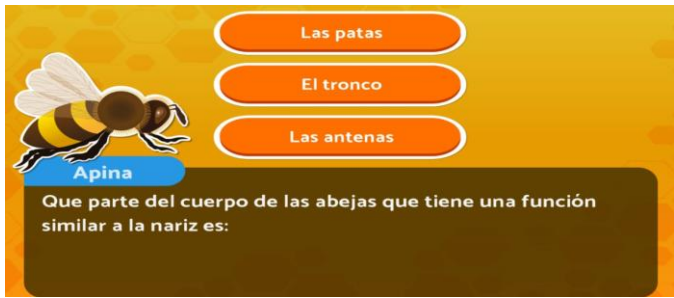 Las patas
El tronco
Las antenas
Apina
Que parte del cuerpo de las abejas que tiene una función
similar a la nariz es: